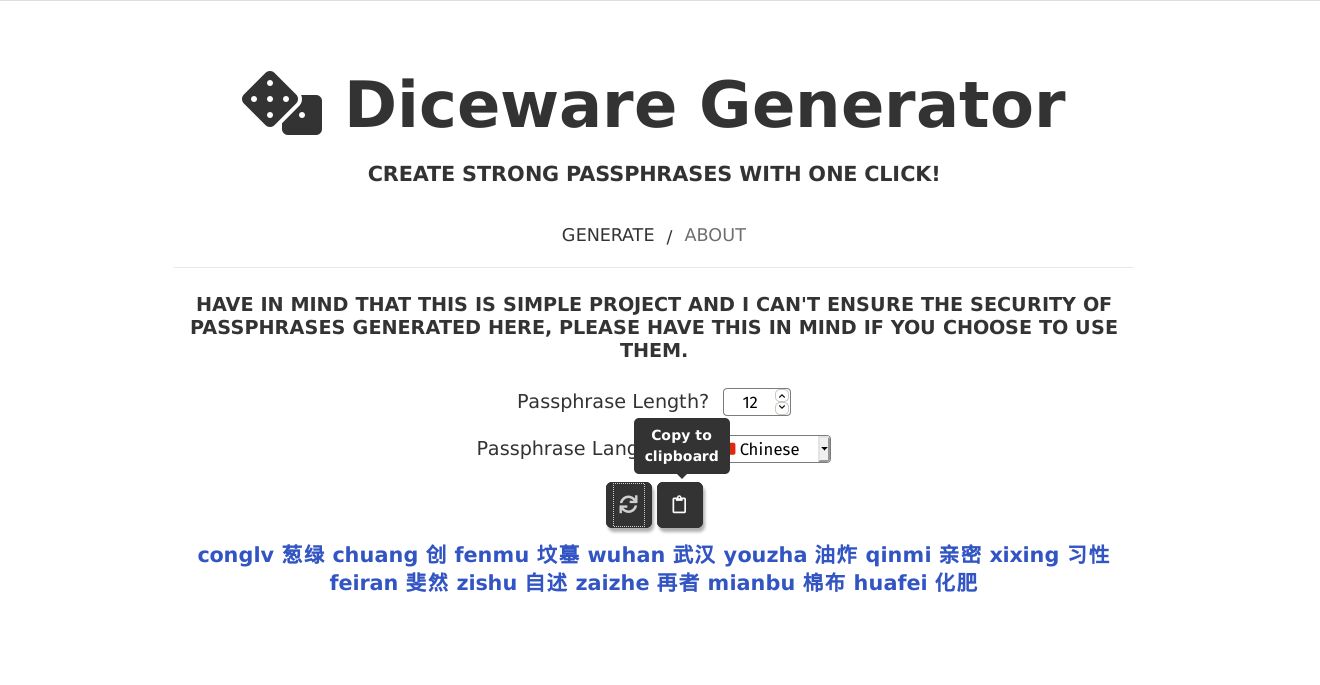 Diceware Generator
CREATE STRONG PASSPHRASES WITH ONE CLICK!
GENERATE / ABOUT
HAVE IN MIND THAT THIS IS SIMPLE PROJECT AND I CAN'T ENSURE THE SECURITY OF
PASSPHRASES GENERATED HERE, PLEASE HAVE THIS IN MIND IF YOU CHOOSE TO USE
THEM.
Passphrase Length? 12
Copy to
clipboard
Passphrase Lang Chinese
conglv 葱绿 chuang 创 fenmu 坟墓 wuhan 武汉 youzha 油炸 qinmi 亲密 xixing 习性
feiran 斐然 zishu 自述 zaizhe 再者 mianbu 棉布 huafei 化肥